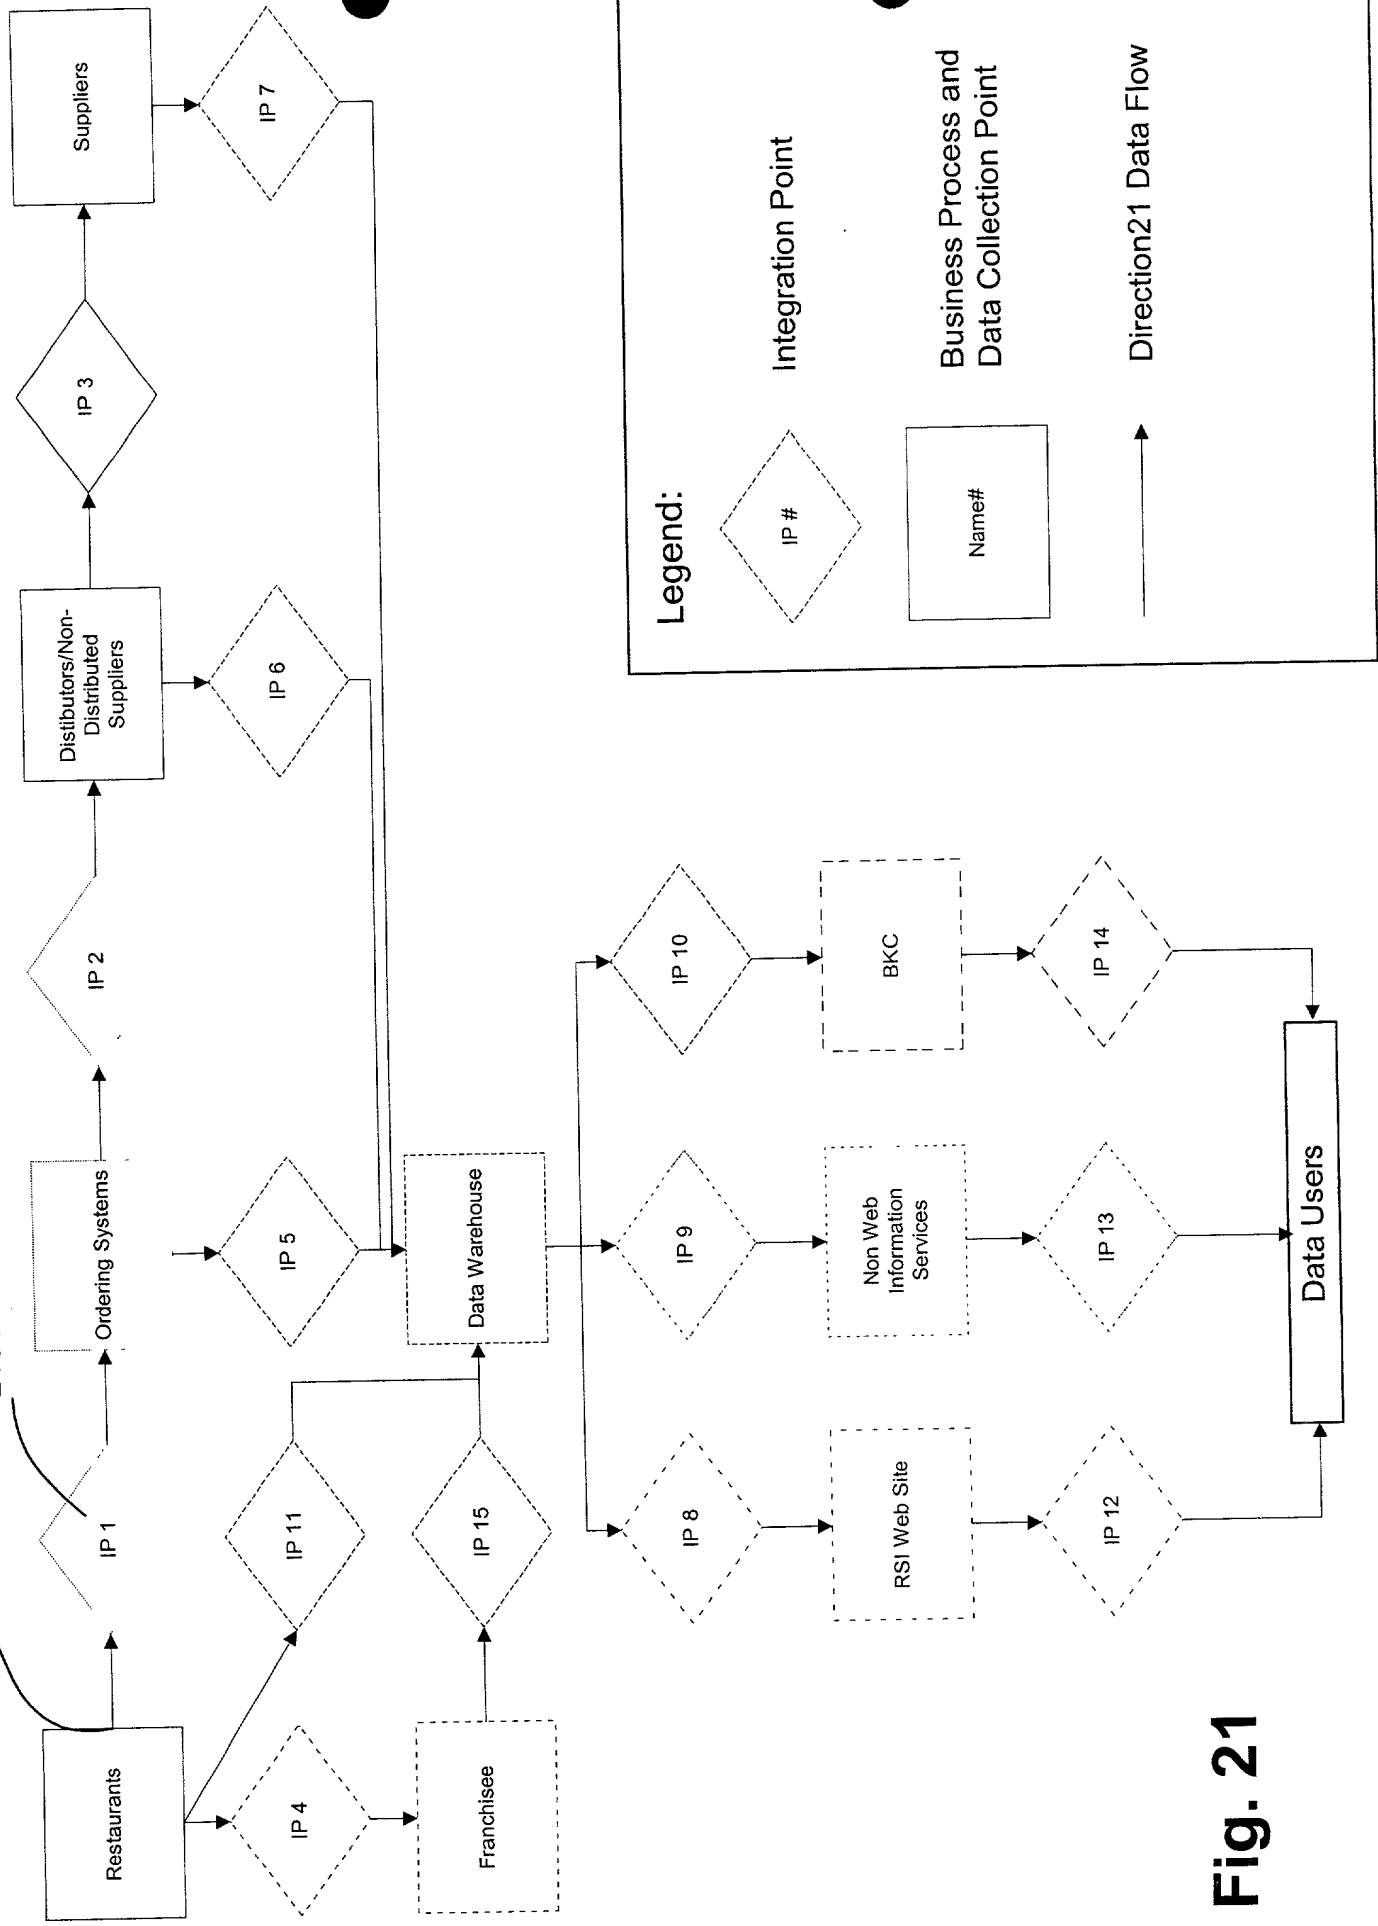 Restaurants
IP 1
Ordering Systems
IP 2
Distibutors/Non-
Distributed
Suppliers
IP 3
Suppliers
IP 4
IP 11
IP 5
IP 6
IP 7
Franchisee
IP 15
Data Warehouse
IP 8
IP 9
IP 10
RSI Web Site
Non Web
Information
Services
BKC
IP 12
IP 13
IP 14
Data Users
Legend:
IP #
Integration Point
Name#
Business Process and
Data Collection Point
Direction21 Data Flow
Fig. 21